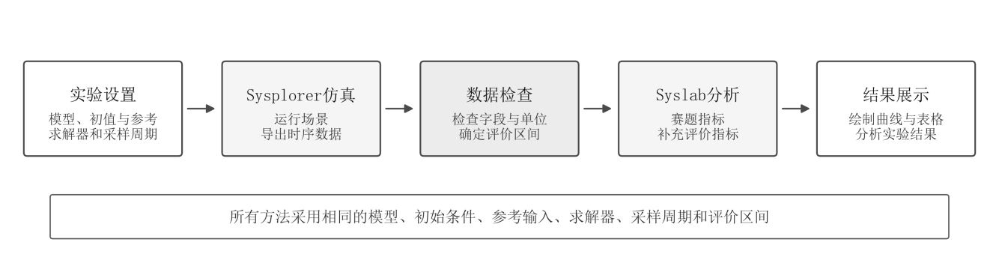 实验设置
模型、初值与参考
求解器和采样周期
Sysplorer仿真
运行场景
导出时序数据
数据检查
检查字段与单位
确定评价区间
Syslab分析
赛题指标
补充评价指标
结果展示
绘制曲线与表格
分析实验结果
所有方法采用相同的模型、初始条件、参考输入、求解器、采样周期和评价区间